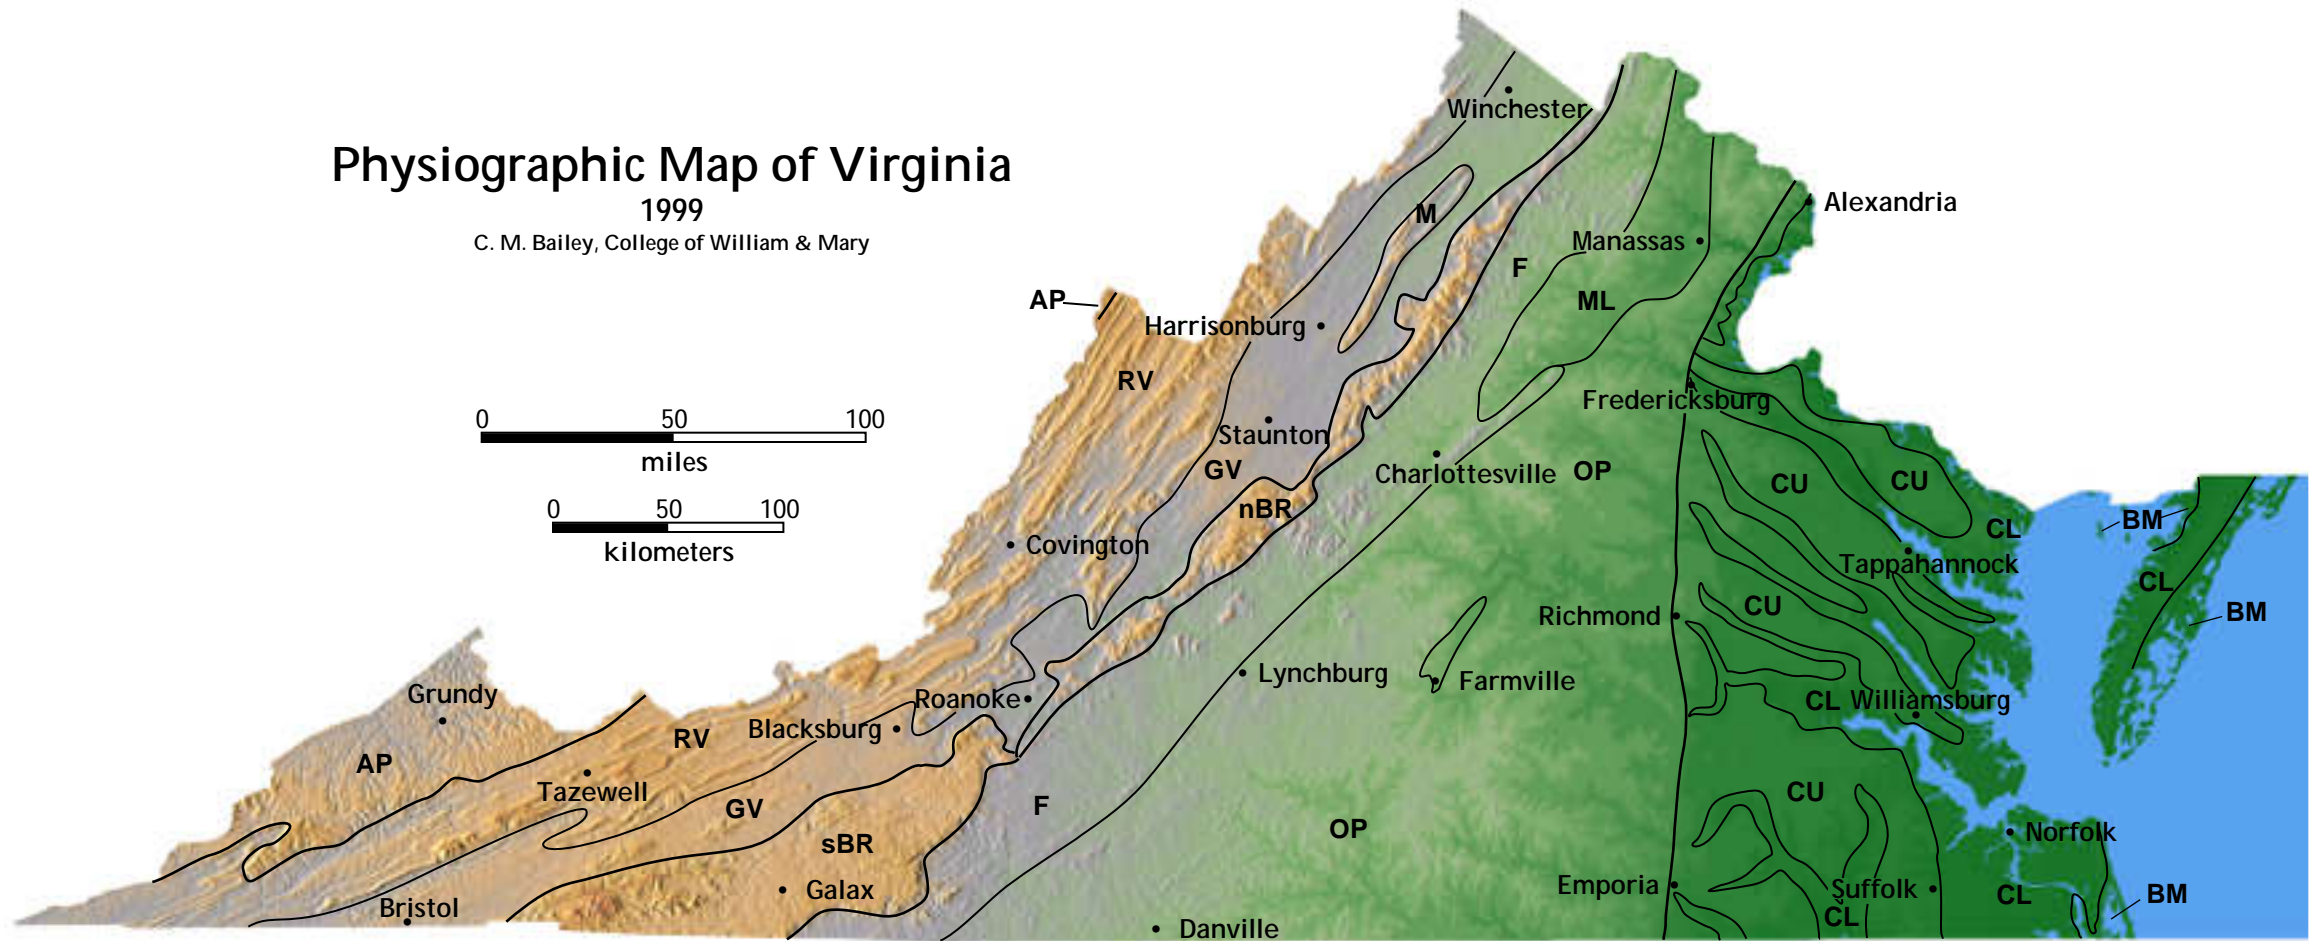 Physiographic Map of Virginia
1999
C. M. Bailey, College of William & Mary
0 50 100
miles
0 50 100
kilometers
Winchester
Alexandria
M
Manassas
F
ML
AP
Harrisonburg
RV
Fredericksburg
Staunton
GV
Charlottesville
OP
CU
CU
nBR
CL
BM
Covington
Tappahannock
CL
CU
BM
Richmond
Lynchburg
Farmville
Grundy
Roanoke
CL
Williamsburg
Blacksburg
RV
AP
Tazewell
GV
F
CU
OP
Norfolk
sBR
Galax
Emporia
Suffolk
CL
BM
Bristol
CL
Danville